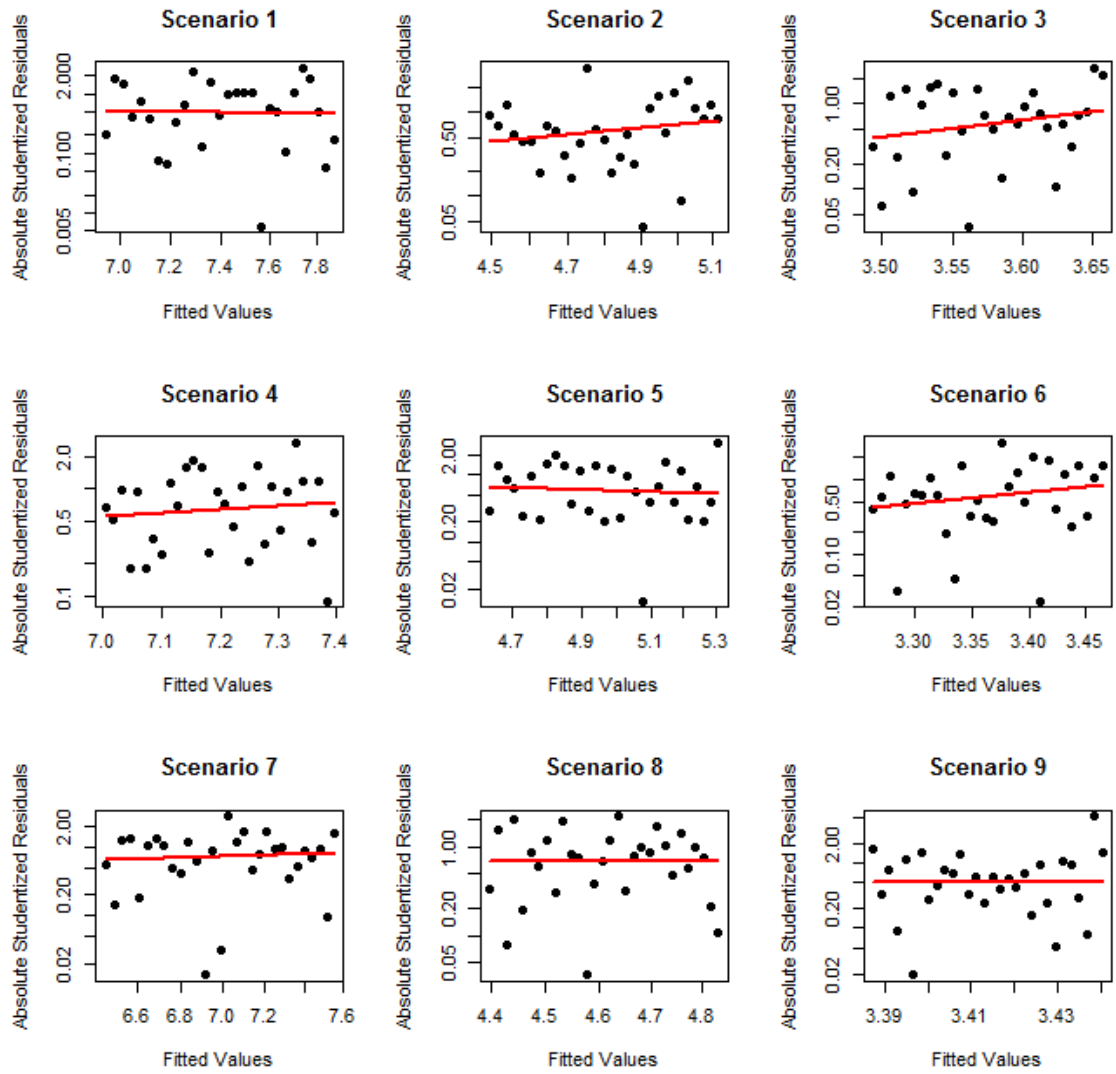 Scenario 1
Absolute Studentized Residuals
2.000
0.100
0.005
7.0 7.2 7.4 7.6 7.8
Fitted Values
Scenario 2
Absolute Studentized Residuals
0.50
0.05
4.5 4.7 4.9 5.1
Fitted Values
Scenario 3
Absolute Studentized Residuals
1.00
0.20
0.05
3.50 3.55 3.60 3.65
Fitted Values
Scenario 4
Absolute Studentized Residuals
2.0
0.5
0.1
7.0 7.1 7.2 7.3 7.4
Fitted Values
Scenario 5
Absolute Studentized Residuals
2.00
0.20
0.02
4.7 4.9 5.1 5.3
Fitted Values
Scenario 6
Absolute Studentized Residuals
0.50
0.10
0.02
3.30 3.35 3.40 3.45
Fitted Values
Scenario 7
Absolute Studentized Residuals
2.00
0.20
0.02
6.6 6.8 7.0 7.2 7.6
Fitted Values
Scenario 8
Absolute Studentized Residuals
1.00
0.20
0.05
4.4 4.5 4.6 4.7 4.8
Fitted Values
Scenario 9
Absolute Studentized Residuals
2.00
0.20
0.02
3.39 3.41 3.43
Fitted Values